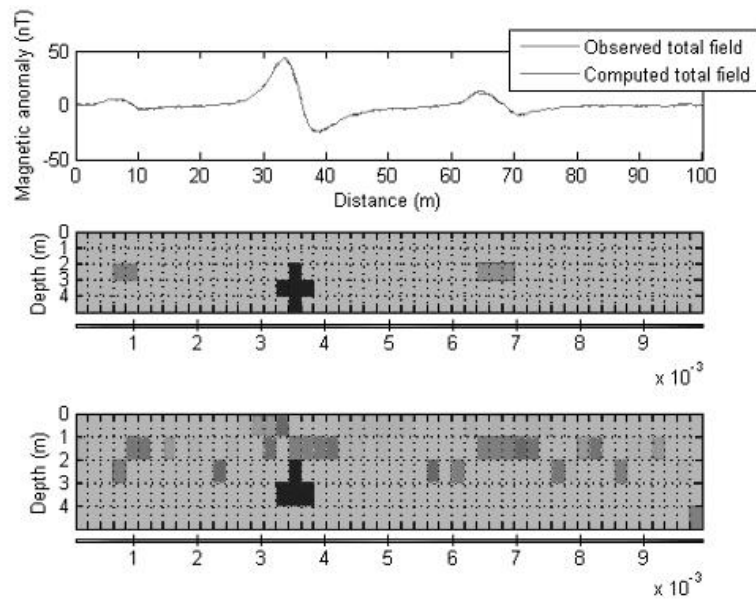 Magnetic anomaly (nT)
50
0
-50
Observed total field
Computed total field
0 10 20 30 40 50 60 70 80 90 100
Distance (m)
Depth (m)
0
1
2
3
4
1 2 3 4 5 6 7 8 9
x 10-3
Depth (m)
0
1
2
3
4
1 2 3 4 5 6 7 8 9
x 10-3